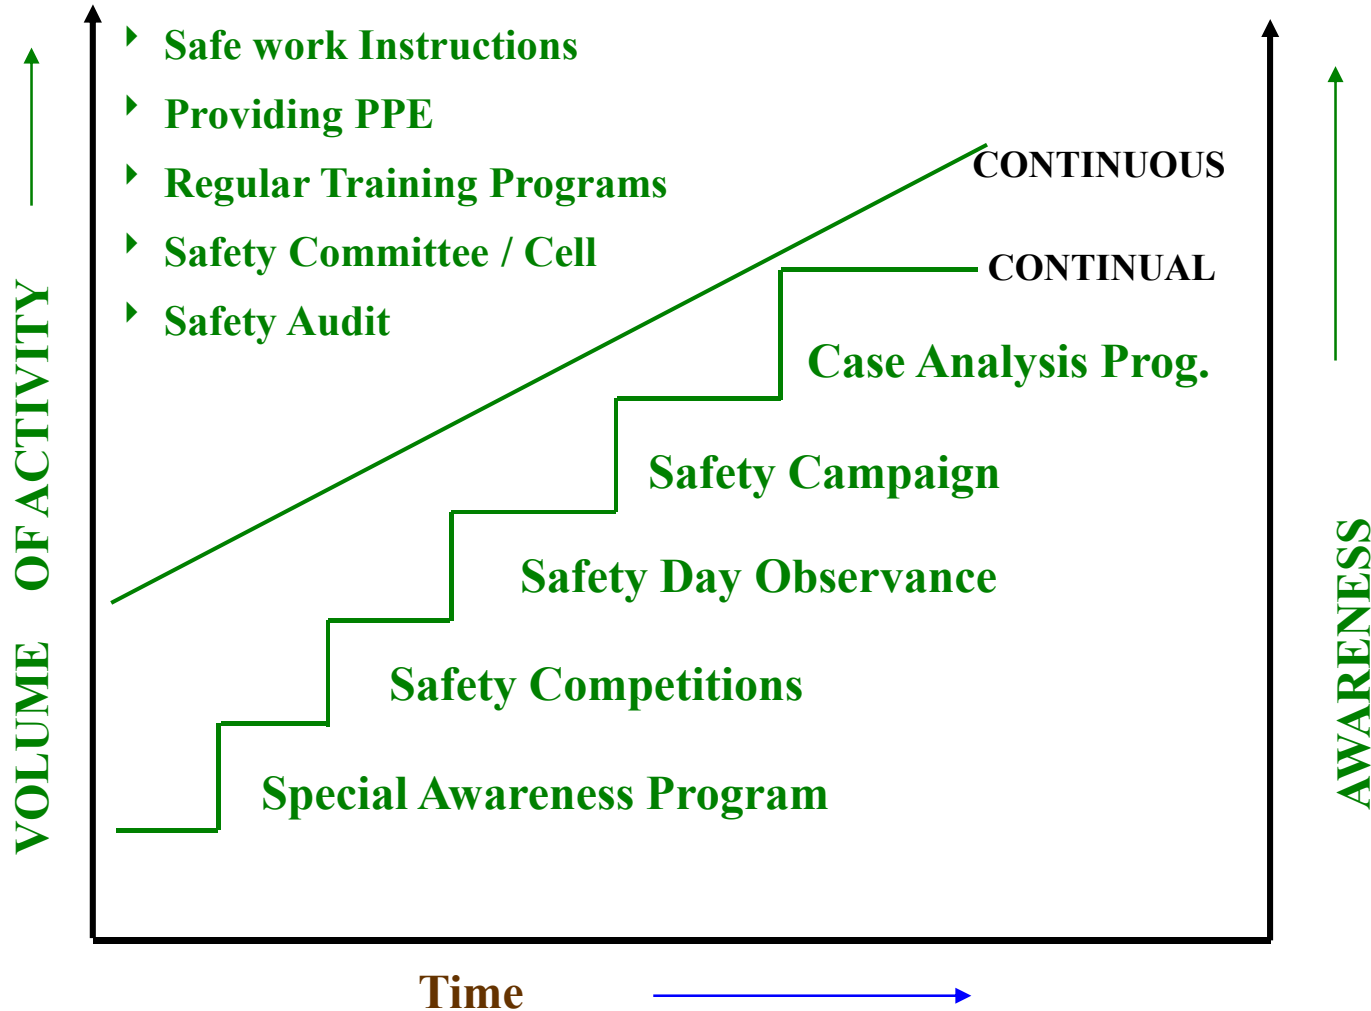 Safe work Instructions
Providing PPE
Regular Training Programs
Safety Committee / Cell
Safety Audit
CONTINUOUS
CONTINUAL
Case Analysis Prog.
Safety Campaign
Safety Day Observance
Safety Competitions
Special Awareness Program
VOLUME OF ACTIVITY
AWARENESS
Time